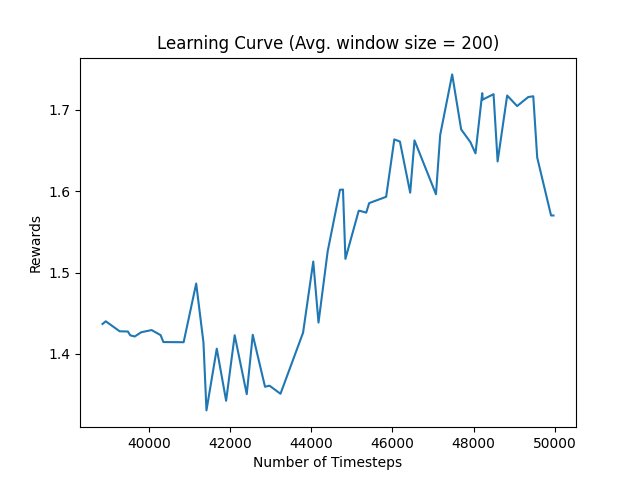 Learning Curve (Avg. window size = 200)
Rewards
1.7
1.6
1.5
1.4
40000 42000 44000 46000 48000 50000
Number of Timesteps